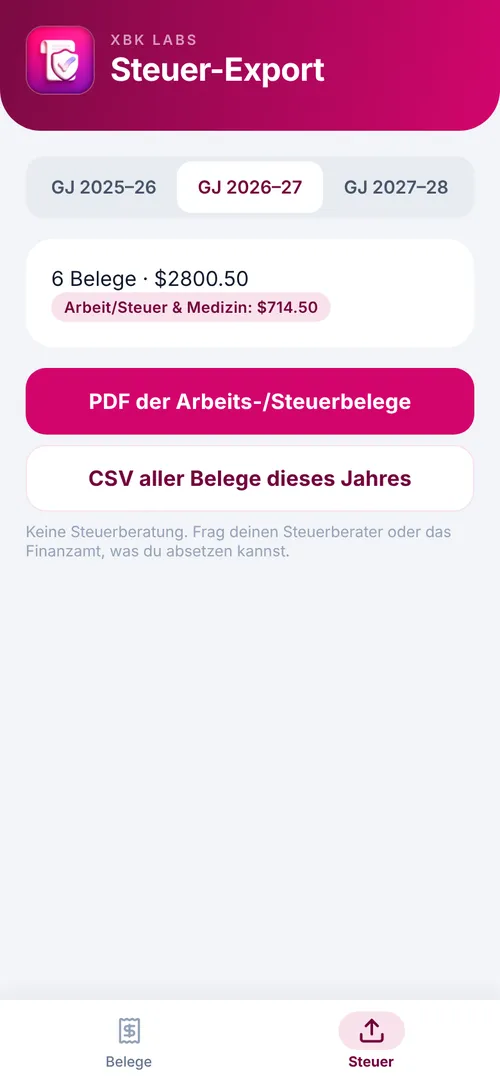 XBK LABS
Steuer-Export
GJ 2025–26
GJ 2026–27
GJ 2027–28
6 Belege · $2800.50
Arbeit/Steuer & Medizin: $714.50
PDF der Arbeits-/Steuerbelege
CSV aller Belege dieses Jahres
Keine Steuerberatung. Frag deinen Steuerberater oder das
Finanzamt, was du absetzen kannst.
Belege
Steuer